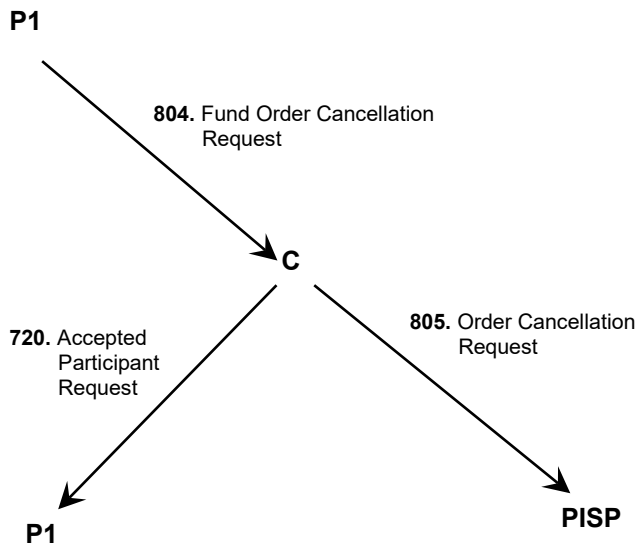 P1
804. Fund Order Cancellation
Request
C
720. Accepted
Participant
Request
805. Order Cancellation
Request
P1
PISP